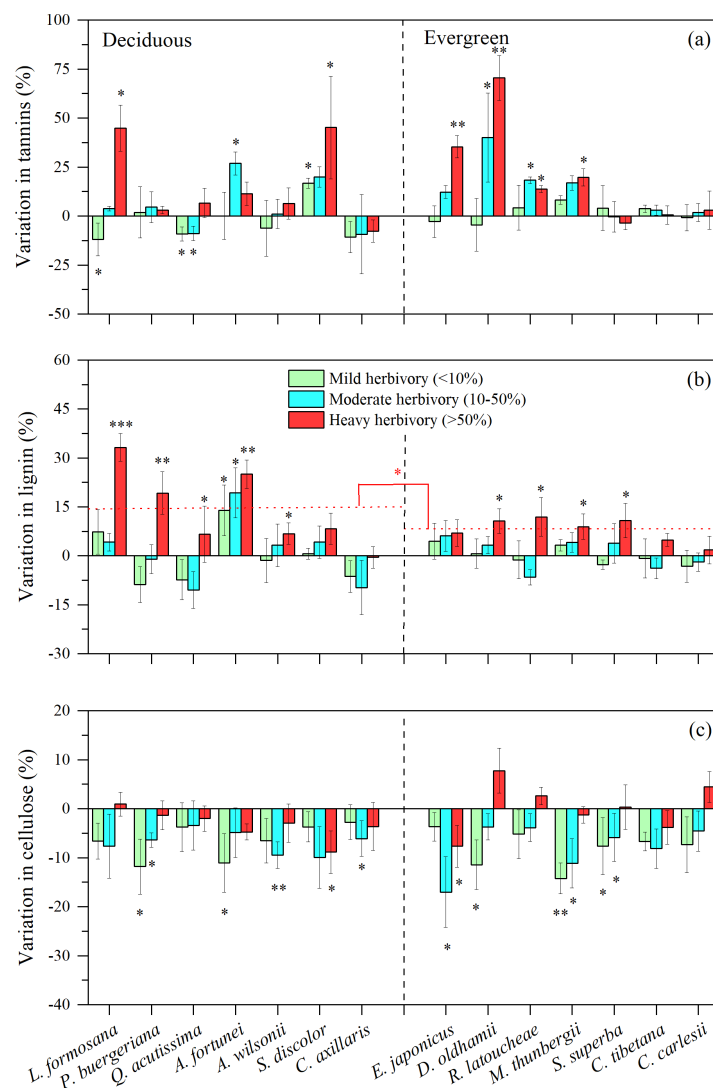 Deciduous
Evergreen
(a)
Variation in tannins (%)
100
75
50
25
0
-25
-50
*
*
*
*
*
*
*
**
*
**
*
*
*
(b)
Variation in lignin (%)
60
45
30
15
0
-15
-30
Mild herbivory (<10%)
Moderate herbivory (10-50%)
Heavy herbivory (>50%)
***
**
*
*
*
**
*
*
*
*
*
*
(c)
Variation in cellulose (%)
20
10
0
-10
-20
-30
-40
*
*
*
**
*
*
*
*
*
**
*
*
*
L. formosana
P. buergeriana
Q. acutissima
A. fortunei
A. wilsonii
S. discolor
C. axillaris
E. japonicus
D. oldhamii
R. latoucheae
M. thunbergii
S. superba
C. tibetana
C. carlesii